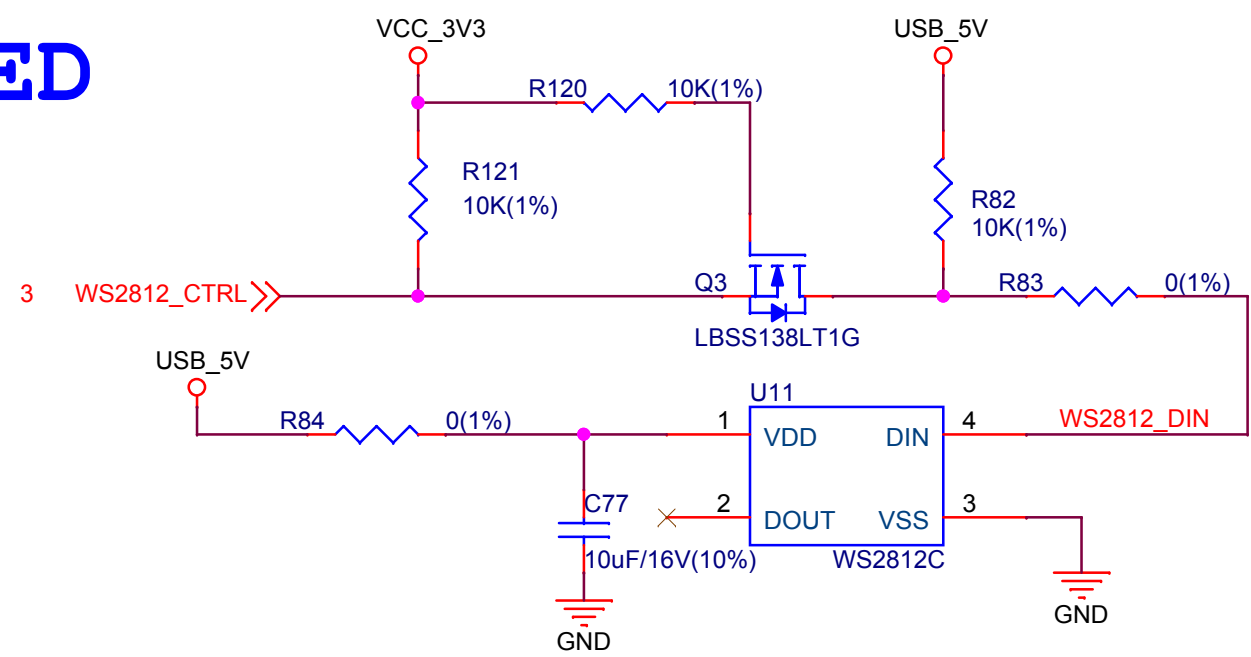 ED
VCC_3V3
USB_5V
R120 10K(1%)
R121
10K(1%)
R82
10K(1%)
3 WS2812_CTRL
Q3
R83 0(1%)
LBSS138LT1G
USB_5V
U11
R84 0(1%)
1
VDD
DIN
4
WS2812_DIN
C77
2
DOUT
VSS
3
10uF/16V(10%)
WS2812C
GND
GND